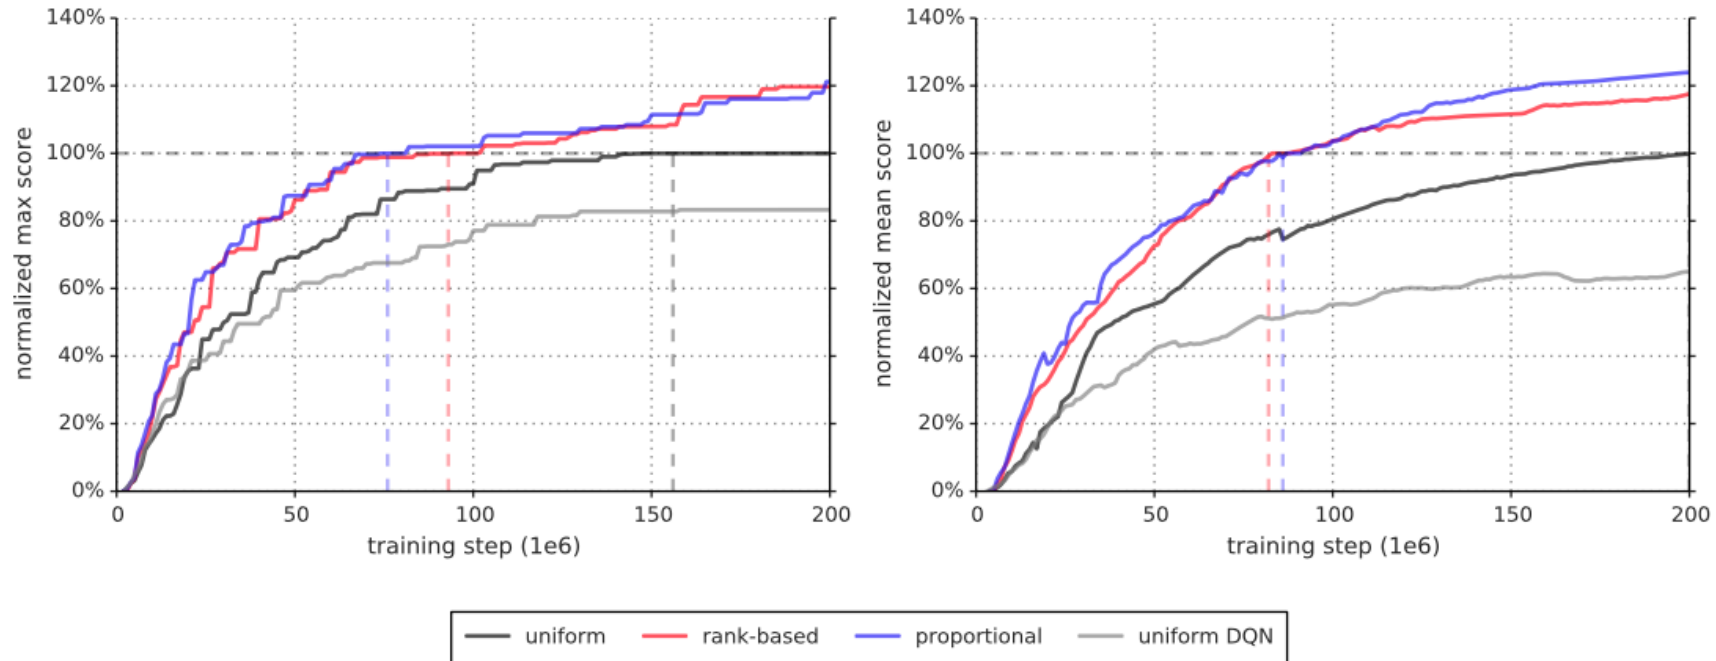 140%
120%
100%
80%
60%
40%
20%
0%
normalized max score
0 50 100 150 200
training step (1e6)
140%
120%
100%
80%
60%
40%
20%
0%
normalized mean score
0 50 100 150 200
training step (1e6)
uniform rank-based proportional uniform DQN